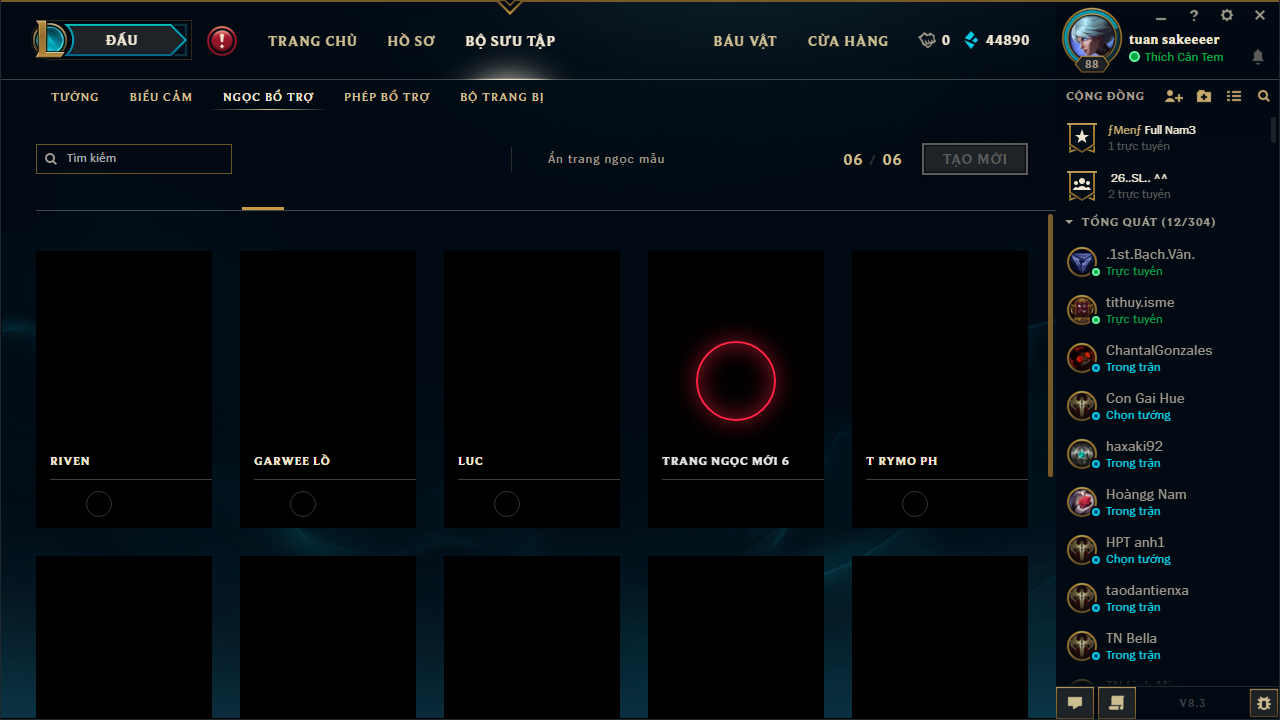 ĐẤU
!
TRANG CHỦ
HỒ SƠ
BỘ SƯU TẬP
BÁU VẬT
CỬA HÀNG
0
44890
88
tuan sakeeeer
Thích Cân Tem
TƯỚNG
BIỂU CẢM
NGỌC BỔ TRỢ
PHÉP BỔ TRỢ
BỘ TRANG BỊ
CỘNG ĐỒNG
Tìm kiếm
Ẩn trang ngọc mẫu
06 / 06
TẠO MỚI
RIVEN
GARWEE LÒ
LUC
TRANG NGỌC MỚI 6
T RYMO PH
ƒMenƒ Full Nam3
1 trực tuyến
26..SL.. ^^
2 trực tuyến
TỔNG QUÁT (12/304)
.1st.Bạch.Vân.
Trực tuyến
tithuy.isme
Trực tuyến
ChantalGonzales
Trong trận
Con Gai Hue
Chọn tướng
haxaki92
Trong trận
Hoàngg Nam
Trong trận
HPT anh1
Chọn tướng
taodantienxa
Trong trận
TN Bella
Trong trận
V8.3